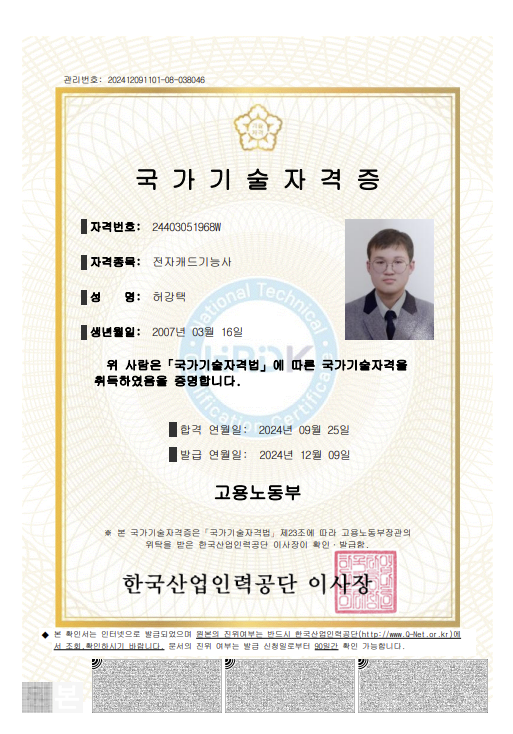 관리번호: 202412091101-08-038046
기술
자격
국가기술자격증
자격번호: 24403051968W
자격종목: 전자캐드기능사
성 명: 허강택
생년월일: 2007년 03월 16일
National Technical
HRDK
Qualification Certificate
위 사람은「국가기술자격법」에 따른 국가기술자격을
취득하였음을 증명합니다.
합격 연월일: 2024년 09월 25일
발급 연월일: 2024년 12월 09일
고용노동부
※ 본 국가기술자격증은「국가기술자격법」 제23조에 따라 고용노동부장관의
위탁을 받은 한국산업인력공단 이사장이 확인ㆍ발급함.
한국산업인력공단 이사장
◆ 본 확인서는 인터넷으로 발급되었으며 원본의 진위여부는 반드시 한국산업인력공단(http://www.Q-Net.or.kr)에
서 조회,확인하시기 바랍니다. 문서의 진위 여부는 발급 신청일로부터 90일간 확인 가능합니다.
본